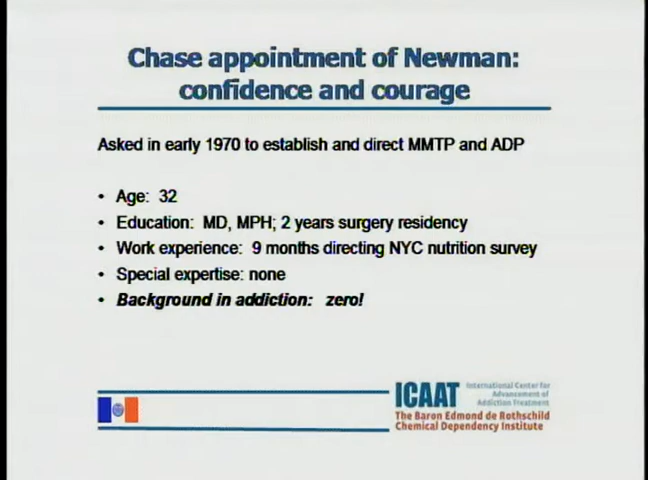 Chase appointment of Newman:
confidence and courage
Asked in early 1970 to establish and direct MMTP and ADP
• Age: 32
• Education: MD, MPH; 2 years surgery residency
• Work experience: 9 months directing NYC nutrition survey
• Special expertise: none
• Background in addiction: zero!
ICAAT
International Center for
Advancement of
Addiction Treatment
The Baron Edmond de Rothschild
Chemical Dependency Institute